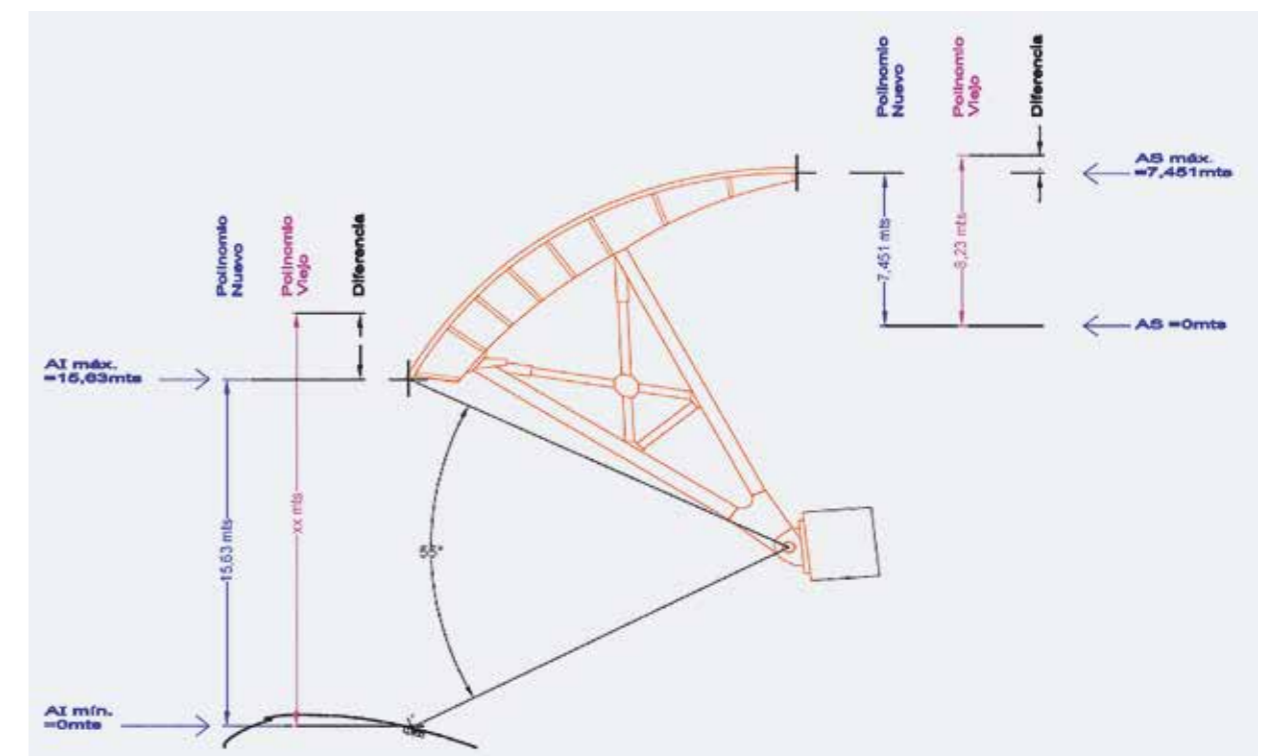 Polinomio
Nuevo
Polinomio
Viejo
Diferencia
AS máx.
=7,451mts
7,451 mts
8,23 mts
AS =0mts
Polinomio
Nuevo
Polinomio
Viejo
Diferencia
AI máx.
=15,63mts
15,63 mts
xx mts
AI mín.
=0mts